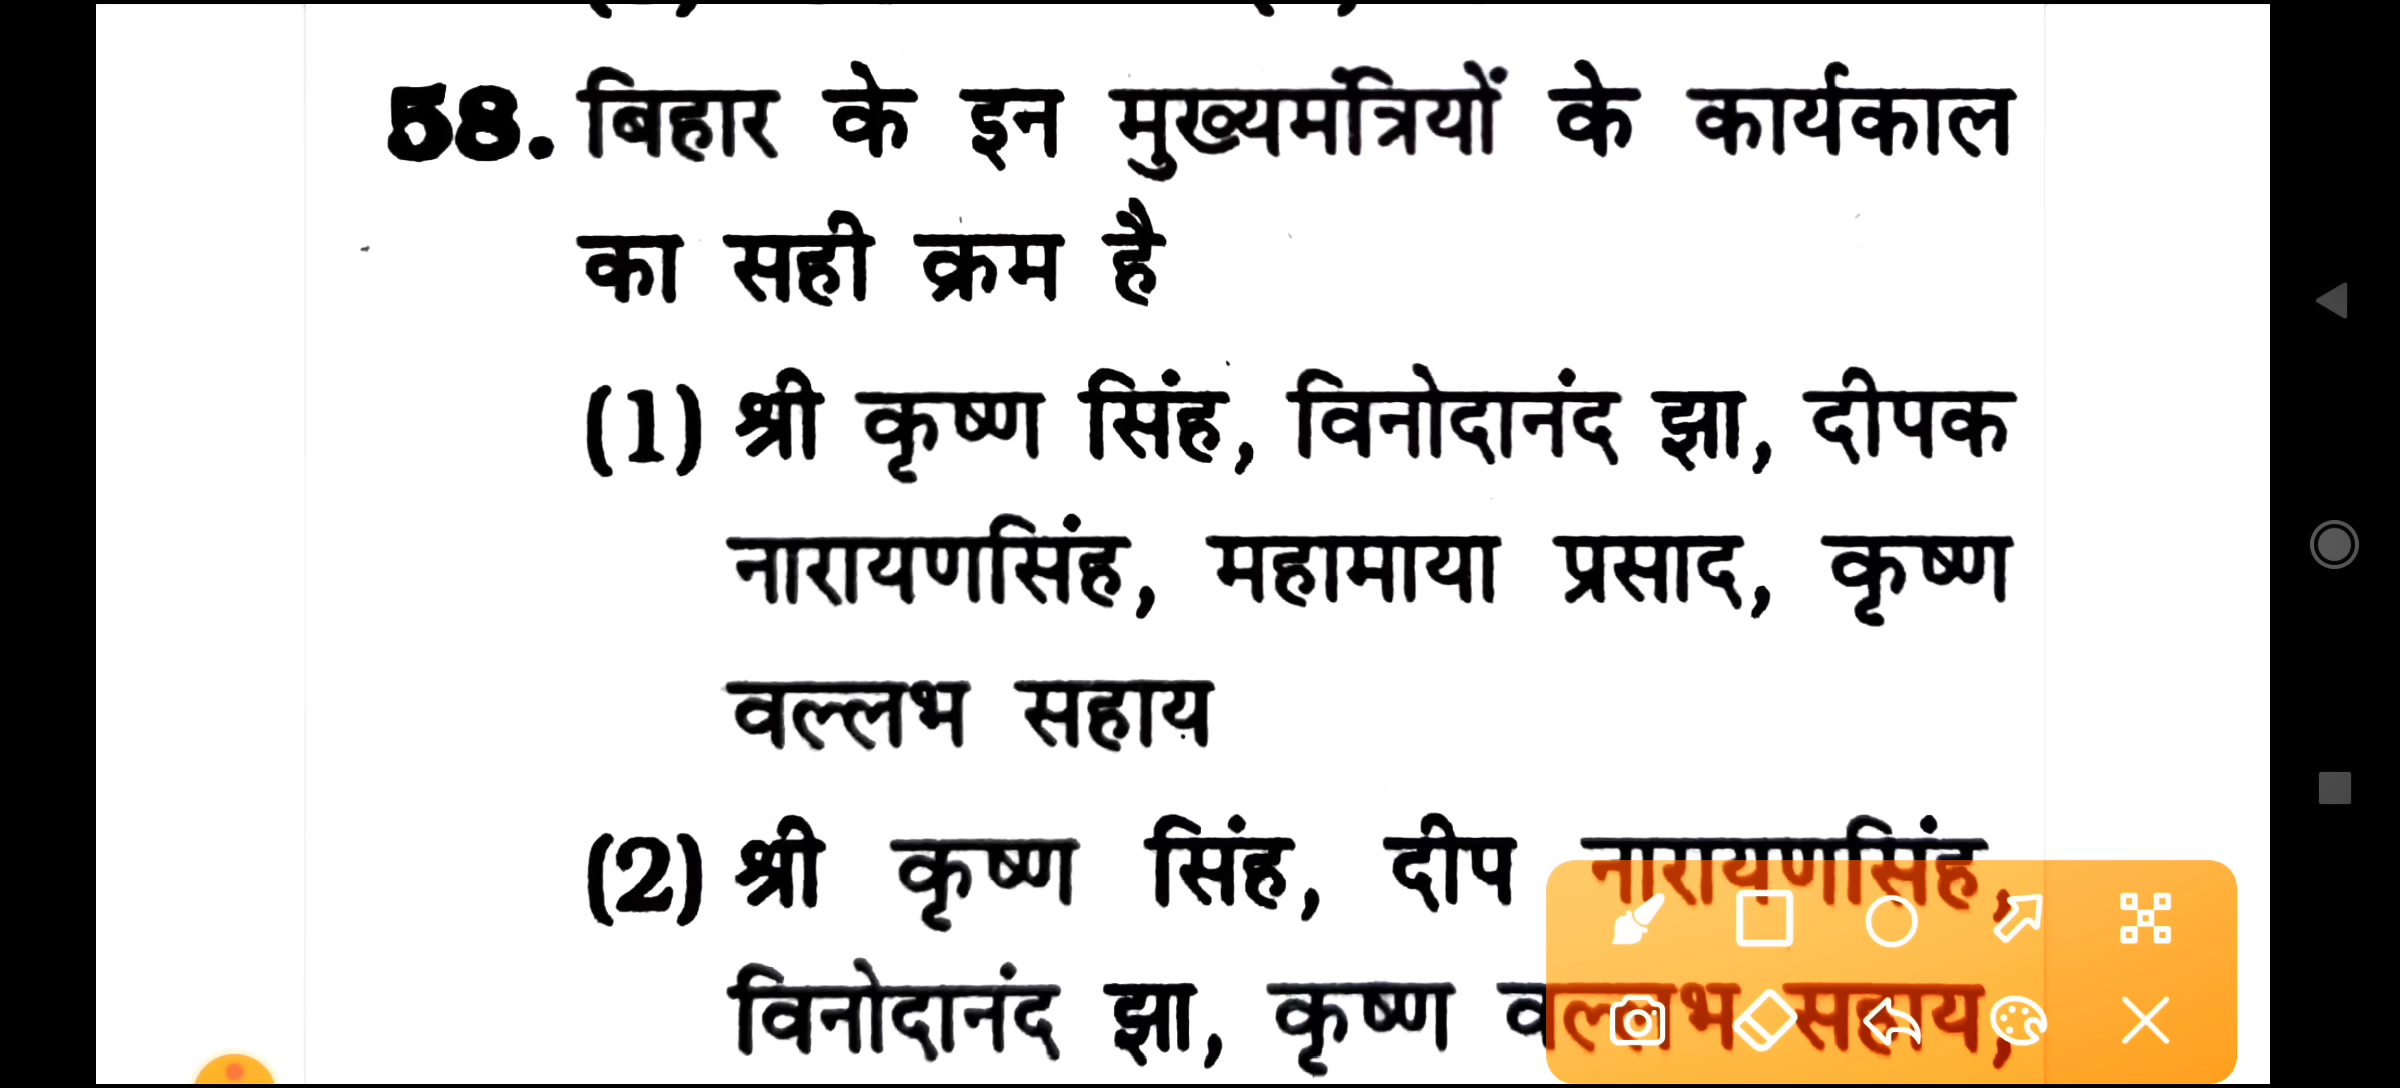 58. बिहार के इन मुख्यमंत्रियों के कार्यकाल
का सही क्रम है
(1) श्री कृष्ण सिंह, विनोदानंद झा, दीपक
नारायणसिंह, महामाया प्रसाद, कृष्ण
वल्लभ सहाय
(2) श्री कृष्ण सिंह, दीप नारायणसिंह,
विनोदानंद झा, कृष्ण वल्लभ सहाय,